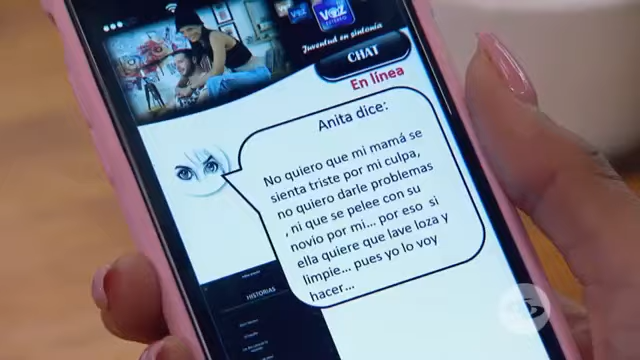 VOZ
Juventud en sintonía
CHAT
En línea
Anita dice:
No quiero que mi mamá se
sienta triste por mi culpa,
no quiero darle problemas
, ni que se pelee con su
novio por mi... por eso si
ella quiere que lave loza y
limpie... pues yo lo voy
hacer...
HISTORIAS